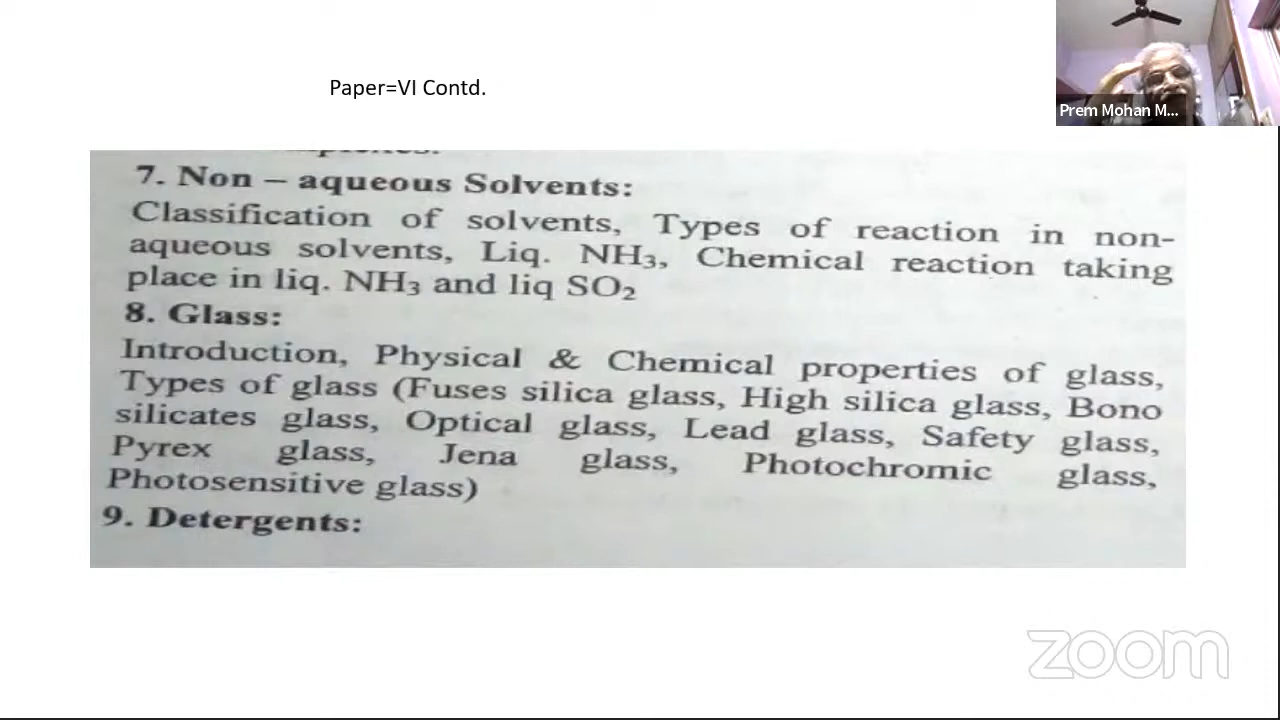 Paper=VI Contd.
Prem Mohan M...
7. Non – aqueous Solvents:
Classification of solvents, Types of reaction in non-
aqueous solvents, Liq. NH₃, Chemical reaction taking
place in liq. NH₃ and liq SO₂
8. Glass:
Introduction, Physical & Chemical properties of glass,
Types of glass (Fuses silica glass, High silica glass, Bono
silicates glass, Optical glass, Lead glass, Safety glass,
Pyrex glass, Jena glass, Photochromic glass,
Photosensitive glass)
9. Detergents:
zoom